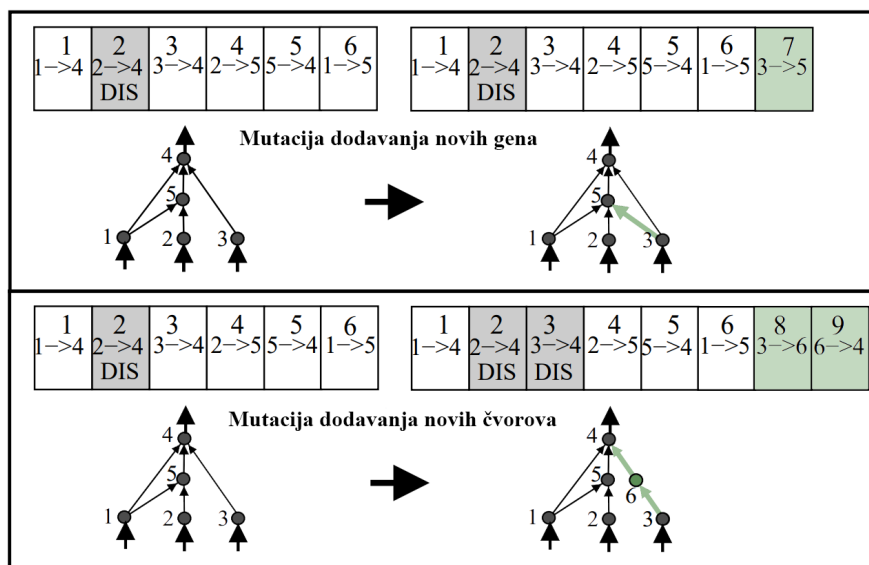 1 2 3 4 5 6
1->4 2->4 3->4 2->5 5->4 1->5
DIS
1 2 3 4 5 6 7
1->4 2->4 3->4 2->5 5->4 1->5 3->5
DIS
Mutacija dodavanja novih gena
4
5
1 2 3
4
5
1 2 3
1 2 3 4 5 6
1->4 2->4 3->4 2->5 5->4 1->5
DIS
1 2 3 4 5 6 8 9
1->4 2->4 3->4 2->5 5->4 1->5 3->6 6->4
DIS DIS
Mutacija dodavanja novih čvorova
4
5
1 2 3
4
5
6
1 2 3